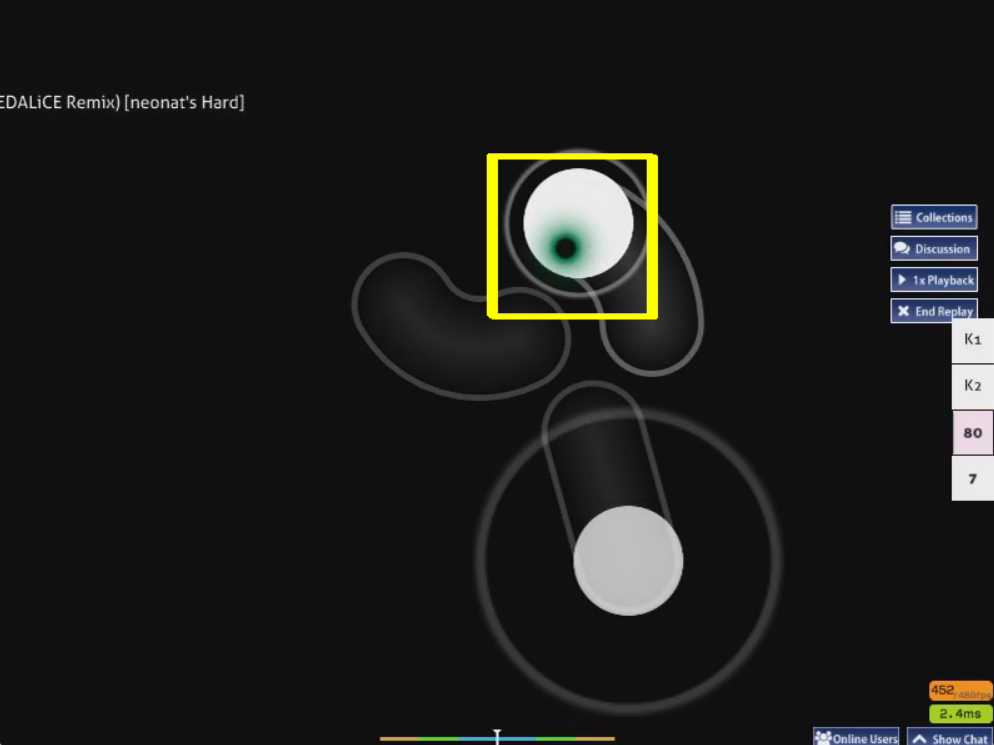 EDALiCE Remix) [neonat's Hard]
Collections
Discussion
1x Playback
End Replay
K1
K2
80
7
452/480fps
2.4ms
Online Users
Show Chat